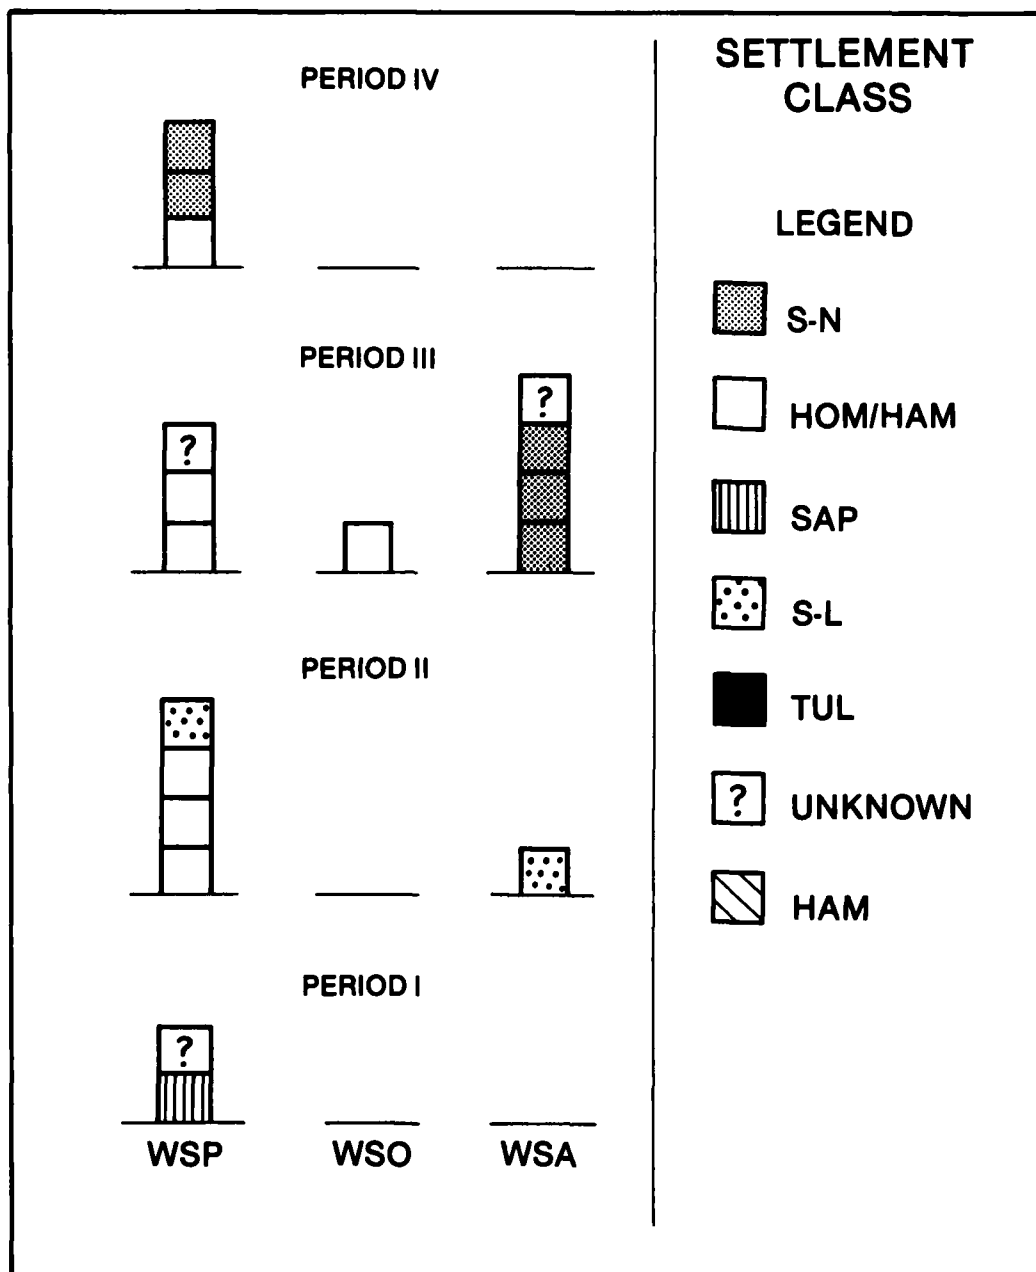 SETTLEMENT
CLASS
LEGEND
S-N
HOM/HAM
SAP
S-L
TUL
? UNKNOWN
HAM
PERIOD IV
PERIOD III
?
?
PERIOD II
PERIOD I
?
WSP WSO WSA